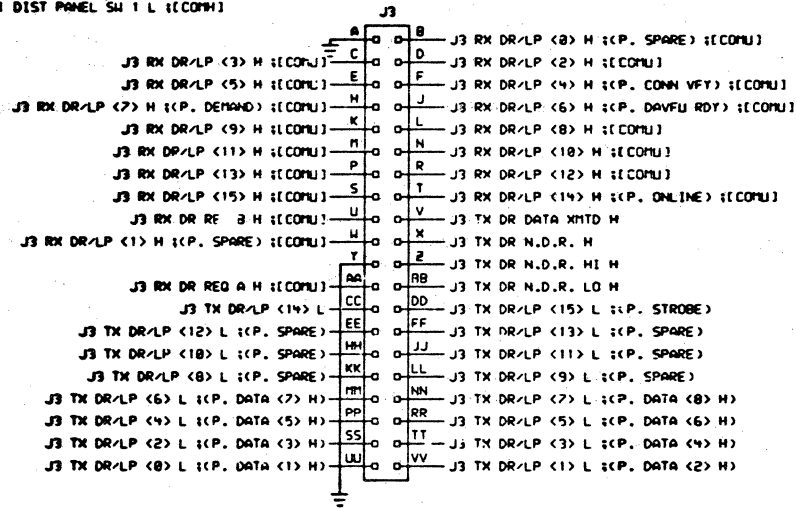 DIST PANEL SW 1 L ;[COMH]
J3
A B J3 RX DR/LP <0> H ;(P. SPARE) ;[COMU]
J3 RX DR/LP <3> H ;[COMU] C D J3 RX DR/LP <2> H ;[COMU]
J3 RX DR/LP <5> H ;[COMU] E F J3 RX DR/LP <4> H ;(P. CONN VFY) ;[COMU]
J3 RX DR/LP <7> H ;(P. DEMAND) ;[COMU] H J J3 RX DR/LP <6> H ;(P. DAVFU RDY) ;[COMU]
J3 RX DR/LP <9> H ;[COMU] K L J3 RX DR/LP <8> H ;[COMU]
J3 RX DR/LP <11> H ;[COMU] M N J3 RX DR/LP <10> H ;[COMU]
J3 RX DR/LP <13> H ;[COMU] P R J3 RX DR/LP <12> H ;[COMU]
J3 RX DR/LP <15> H ;[COMU] S T J3 RX DR/LP <14> H ;(P. ONLINE) ;[COMU]
J3 RX DR RE B H ;[COMU] U V J3 TX DR DATA XMTD H
J3 RX DR/LP <1> H ;(P. SPARE) ;[COMU] W X J3 TX DR N.D.R. H
Y Z J3 TX DR N.D.R. HI H
J3 RX DR REQ A H ;[COMU] AA BB J3 TX DR N.D.R. LO H
J3 TX DR/LP <14> L CC DD J3 TX DR/LP <15> L ;(P. STROBE)
J3 TX DR/LP <12> L ;(P. SPARE) EE FF J3 TX DR/LP <13> L ;(P. SPARE)
J3 TX DR/LP <10> L ;(P. SPARE) HH JJ J3 TX DR/LP <11> L ;(P. SPARE)
J3 TX DR/LP <8> L ;(P. SPARE) KK LL J3 TX DR/LP <9> L ;(P. SPARE)
J3 TX DR/LP <6> L ;(P. DATA <7> H) MM NN J3 TX DR/LP <7> L ;(P. DATA <8> H)
J3 TX DR/LP <4> L ;(P. DATA <5> H) PP RR J3 TX DR/LP <5> L ;(P. DATA <6> H)
J3 TX DR/LP <2> L ;(P. DATA <3> H) SS TT J3 TX DR/LP <3> L ;(P. DATA <4> H)
J3 TX DR/LP <0> L ;(P. DATA <1> H) UU VV J3 TX DR/LP <1> L ;(P. DATA <2> H)